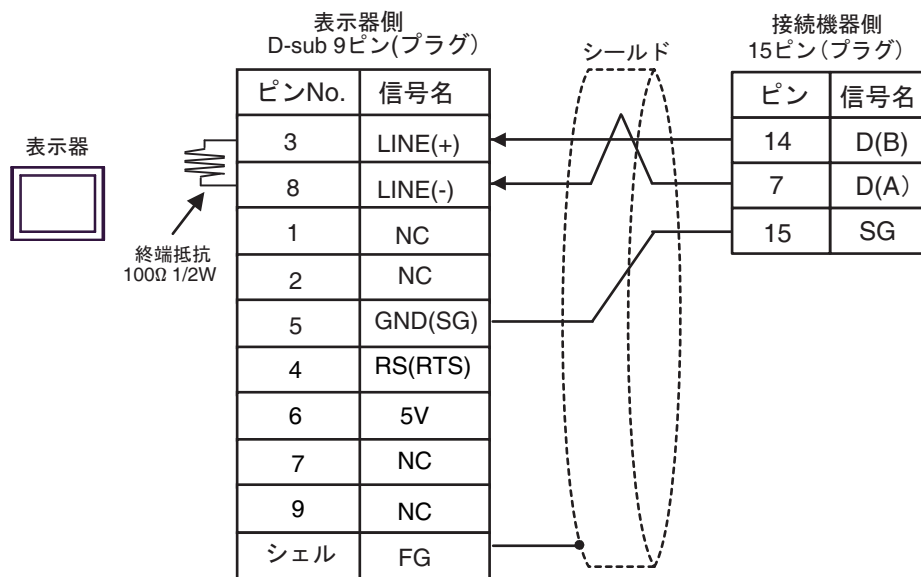 表示器側
D-sub 9ピン(プラグ)
シールド
接続機器側
15ピン(プラグ)
ピンNo. 信号名
ピン 信号名
表示器
3 LINE(+)
14 D(B)
8 LINE(-)
7 D(A)
終端抵抗
100Ω 1/2W
1 NC
15 SG
2 NC
5 GND(SG)
4 RS(RTS)
6 5V
7 NC
9 NC
シェル FG